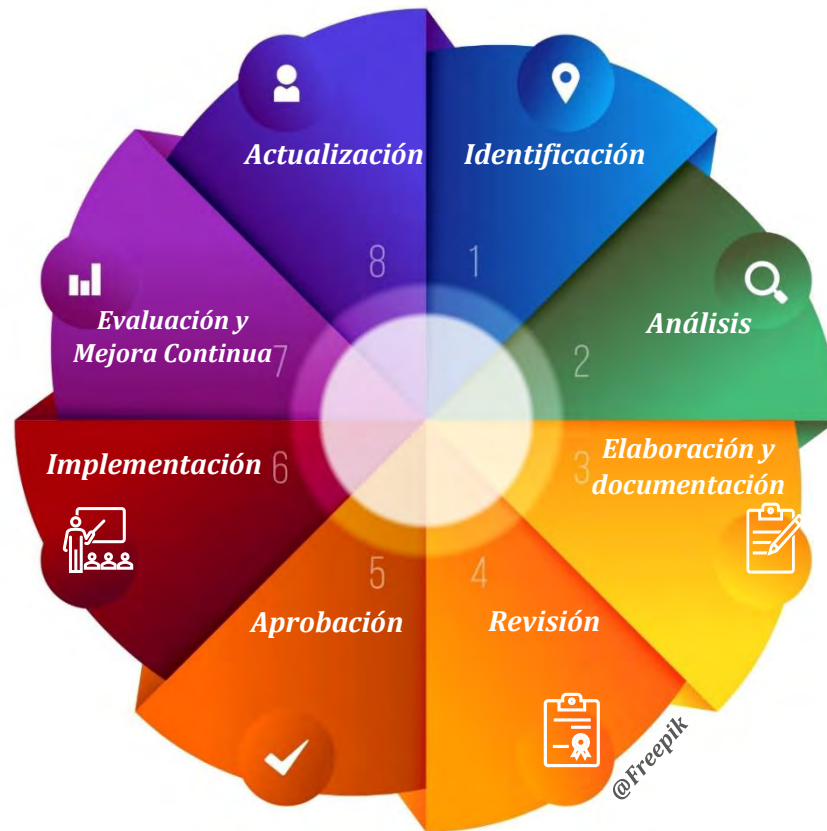 1
Identificación
2
Análisis
3
Elaboración y
documentación
4
Revisión
5
Aprobación
6
Implementación
7
Evaluación y
Mejora Continua
8
Actualización
@Freepik